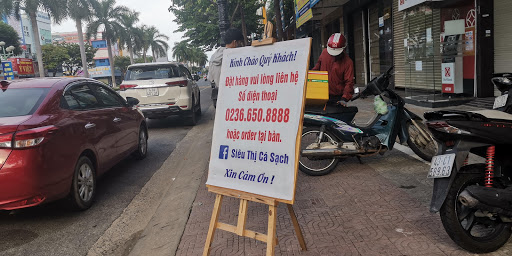 Kính Chào Quý Khách!
Đặt hàng vui lòng liên hệ
Số điện thoại
0236.650.8888
hoặc order tại bàn.
f Siêu Thị Cá Sạch
Xin Cảm Ơn !